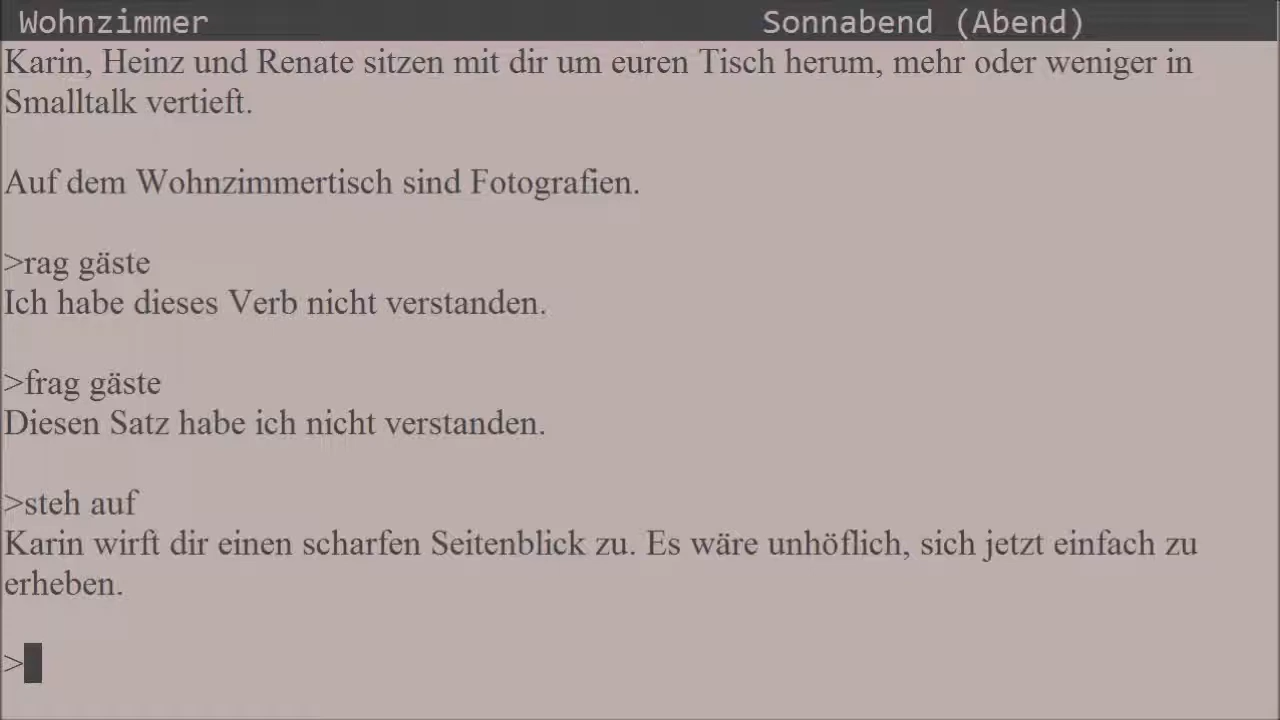 Wohnzimmer Sonnabend (Abend)
Karin, Heinz und Renate sitzen mit dir um euren Tisch herum, mehr oder weniger in
Smalltalk vertieft.
Auf dem Wohnzimmertisch sind Fotografien.
>rag gäste
Ich habe dieses Verb nicht verstanden.
>frag gäste
Diesen Satz habe ich nicht verstanden.
>steh auf
Karin wirft dir einen scharfen Seitenblick zu. Es wäre unhöflich, sich jetzt einfach zu
erheben.
>